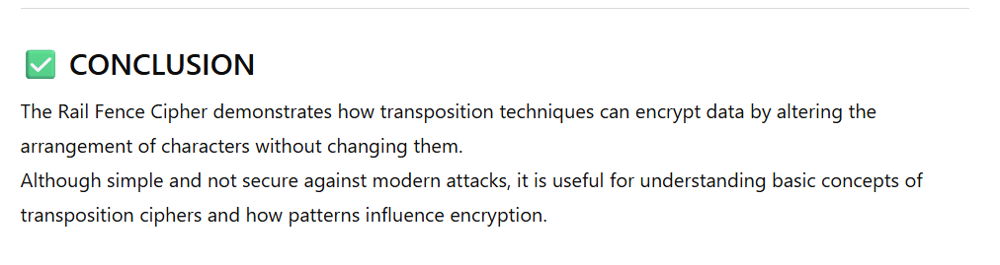 ✅ CONCLUSION
The Rail Fence Cipher demonstrates how transposition techniques can encrypt data by altering the
arrangement of characters without changing them.
Although simple and not secure against modern attacks, it is useful for understanding basic concepts of
transposition ciphers and how patterns influence encryption.